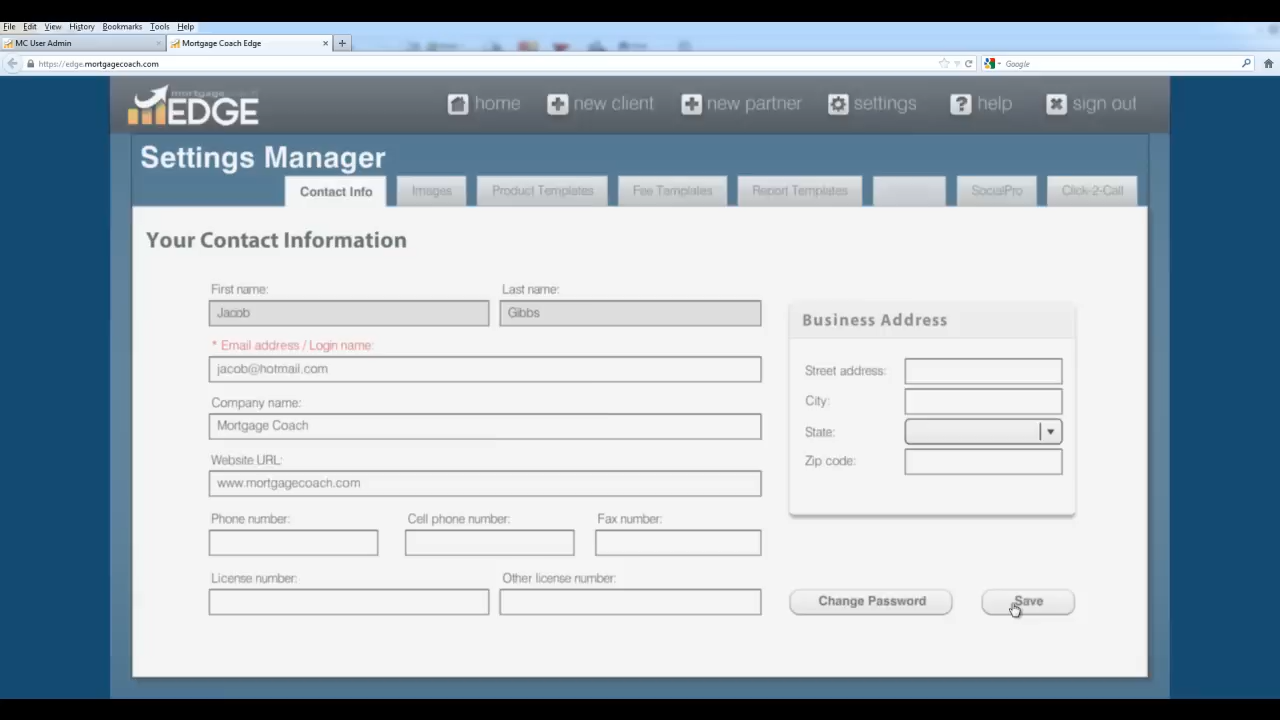 File Edit View History Bookmarks Tools Help
MC User Admin × Mortgage Coach Edge × +
https://edge.mortgagecoach.com Google
mortgagecoach
EDGE
home new client new partner settings help sign out
Settings Manager
Contact Info Images Product Templates Fee Templates Report Templates SocialPro Click-2-Call
Your Contact Information
First name: Last name:
Jacob Gibbs
* Email address / Login name:
jacob@hotmail.com
Company name:
Mortgage Coach
Website URL:
www.mortgagecoach.com
Phone number: Cell phone number: Fax number:
License number: Other license number:
Business Address
Street address:
City:
State:
Zip code:
Change Password Save